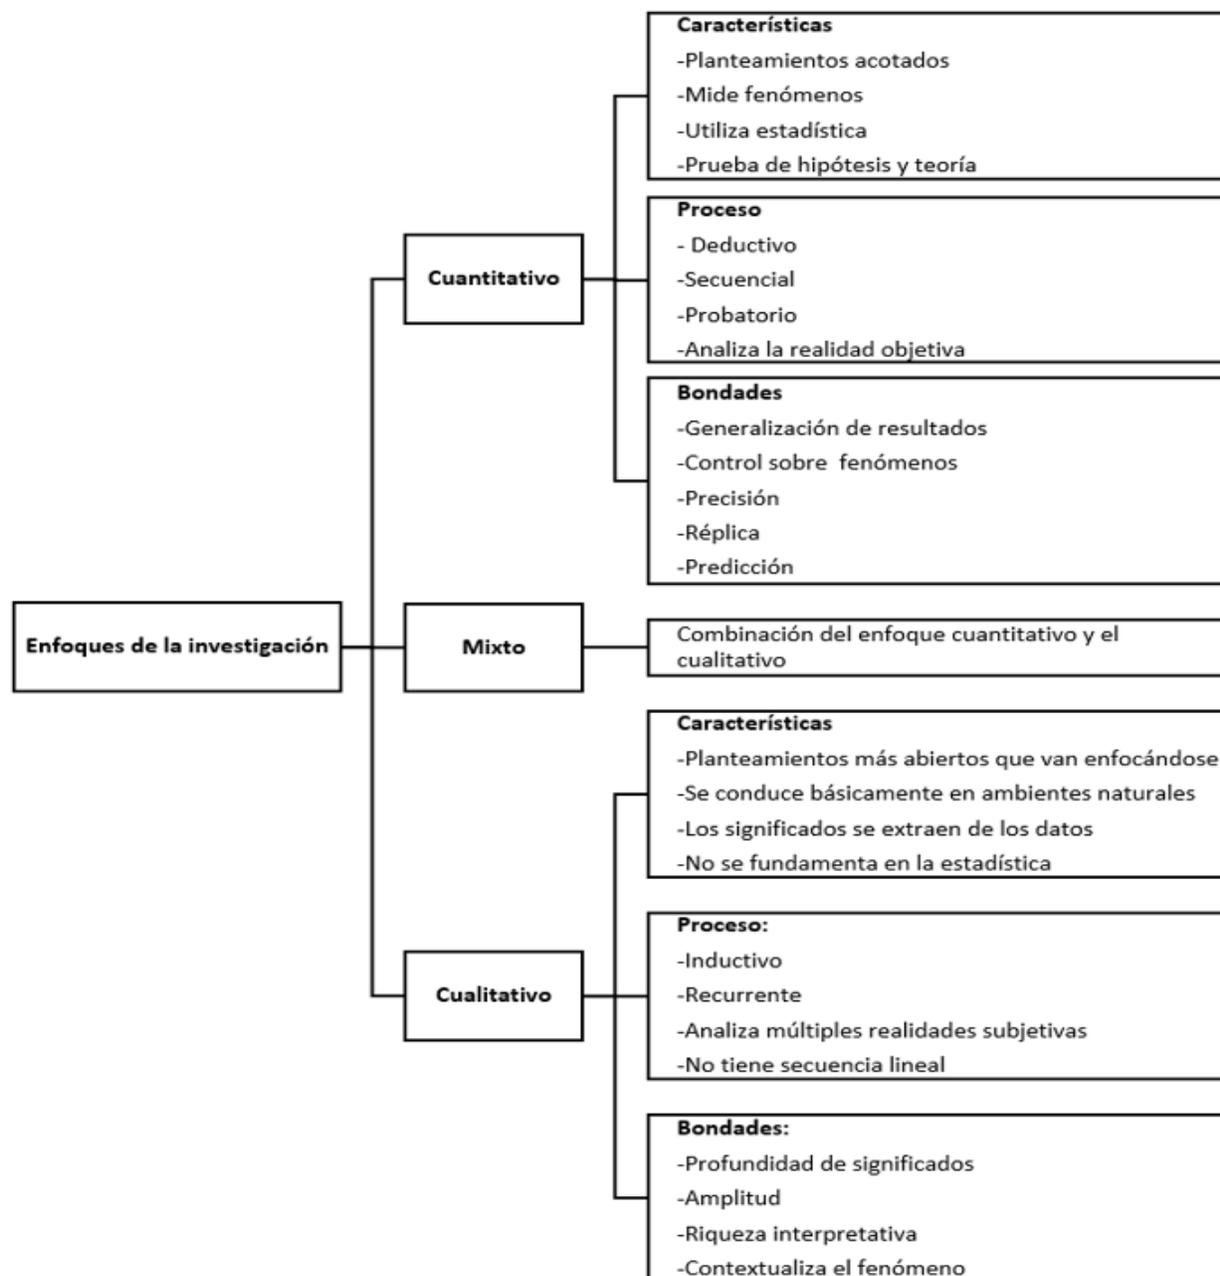 Enfoques de la investigación
Cuantitativo
Características
-Planteamientos acotados
-Mide fenómenos
-Utiliza estadística
-Prueba de hipótesis y teoría
Proceso
- Deductivo
-Secuencial
-Probatorio
-Analiza la realidad objetiva
Bondades
-Generalización de resultados
-Control sobre  fenómenos
-Precisión
-Réplica
-Predicción
Mixto
Combinación del enfoque cuantitativo y el
cualitativo
Cualitativo
Características
-Planteamientos más abiertos que van enfocándose
-Se conduce básicamente en ambientes naturales
-Los significados se extraen de los datos
-No se fundamenta en la estadística
Proceso:
-Inductivo
-Recurrente
-Analiza múltiples realidades subjetivas
-No tiene secuencia lineal
Bondades:
-Profundidad de significados
-Amplitud
-Riqueza interpretativa
-Contextualiza el fenómeno